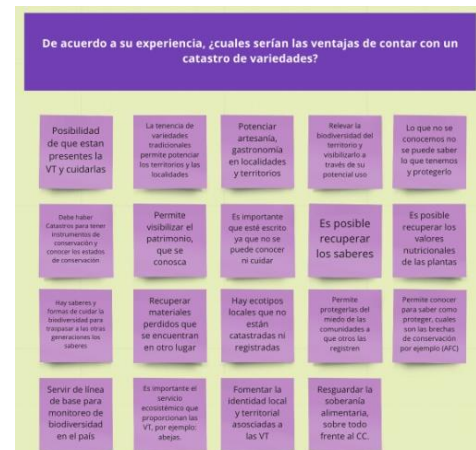 De acuerdo a su experiencia, ¿cuales serían las ventajas de contar con un
catastro de variedades?
Posibilidad
de que estan
presentes la
VT y cuidarlas
La tenencia de
variedades
tradicionales
permite potenciar
los territorios y las
localidades
Potenciar
artesanía,
gastronomía
en localidades
y territorios
Relevar la
biodiversidad del
territorio y
visibilizarlo a
través de su
potencial uso
Lo que no se
conocemos no
se puede saber
lo que tenemos
y protegerlo
Debe haber
Catastros para tener
instrumentos de
conservación y
conocer los estados
de conservación.
Permite
visibilizar el
patrimonio,
que se
conosca
Es importante
que esté escrito
ya que no se
puede conocer
ni cuidar
Es posible
recuperar
los saberes
Es posible
recuperar los
valores
nutricionales
de las plantas
Hay saberes y
formas de cuidar la
biodiversidad para
traspasar a las otras
generaciones los
saberes
Recuperar
materiales
perdidos que
se encuentran
en otro lugar
Hay ecotipos
locales que no
están
catastradas ni
registradas
Permite
protegerlas del
miedo de las
comunidades a
que otros las
registren
Permite conocer
para saber como
proteger, cuales
son las brechas
de conservación
por ejemplo (AFC)
Servir de línea
de base para
monitoreo de
biodiversidad
en el país
Es importante el
servicio
ecosistémico que
proporcionan las
VT, por ejemplo:
abejas.
Fomentar la
identidad local
y territorial
asosciadas a
las VT
Resguardar la
soberanía
alimentaria,
sobre todo
frente al CC.